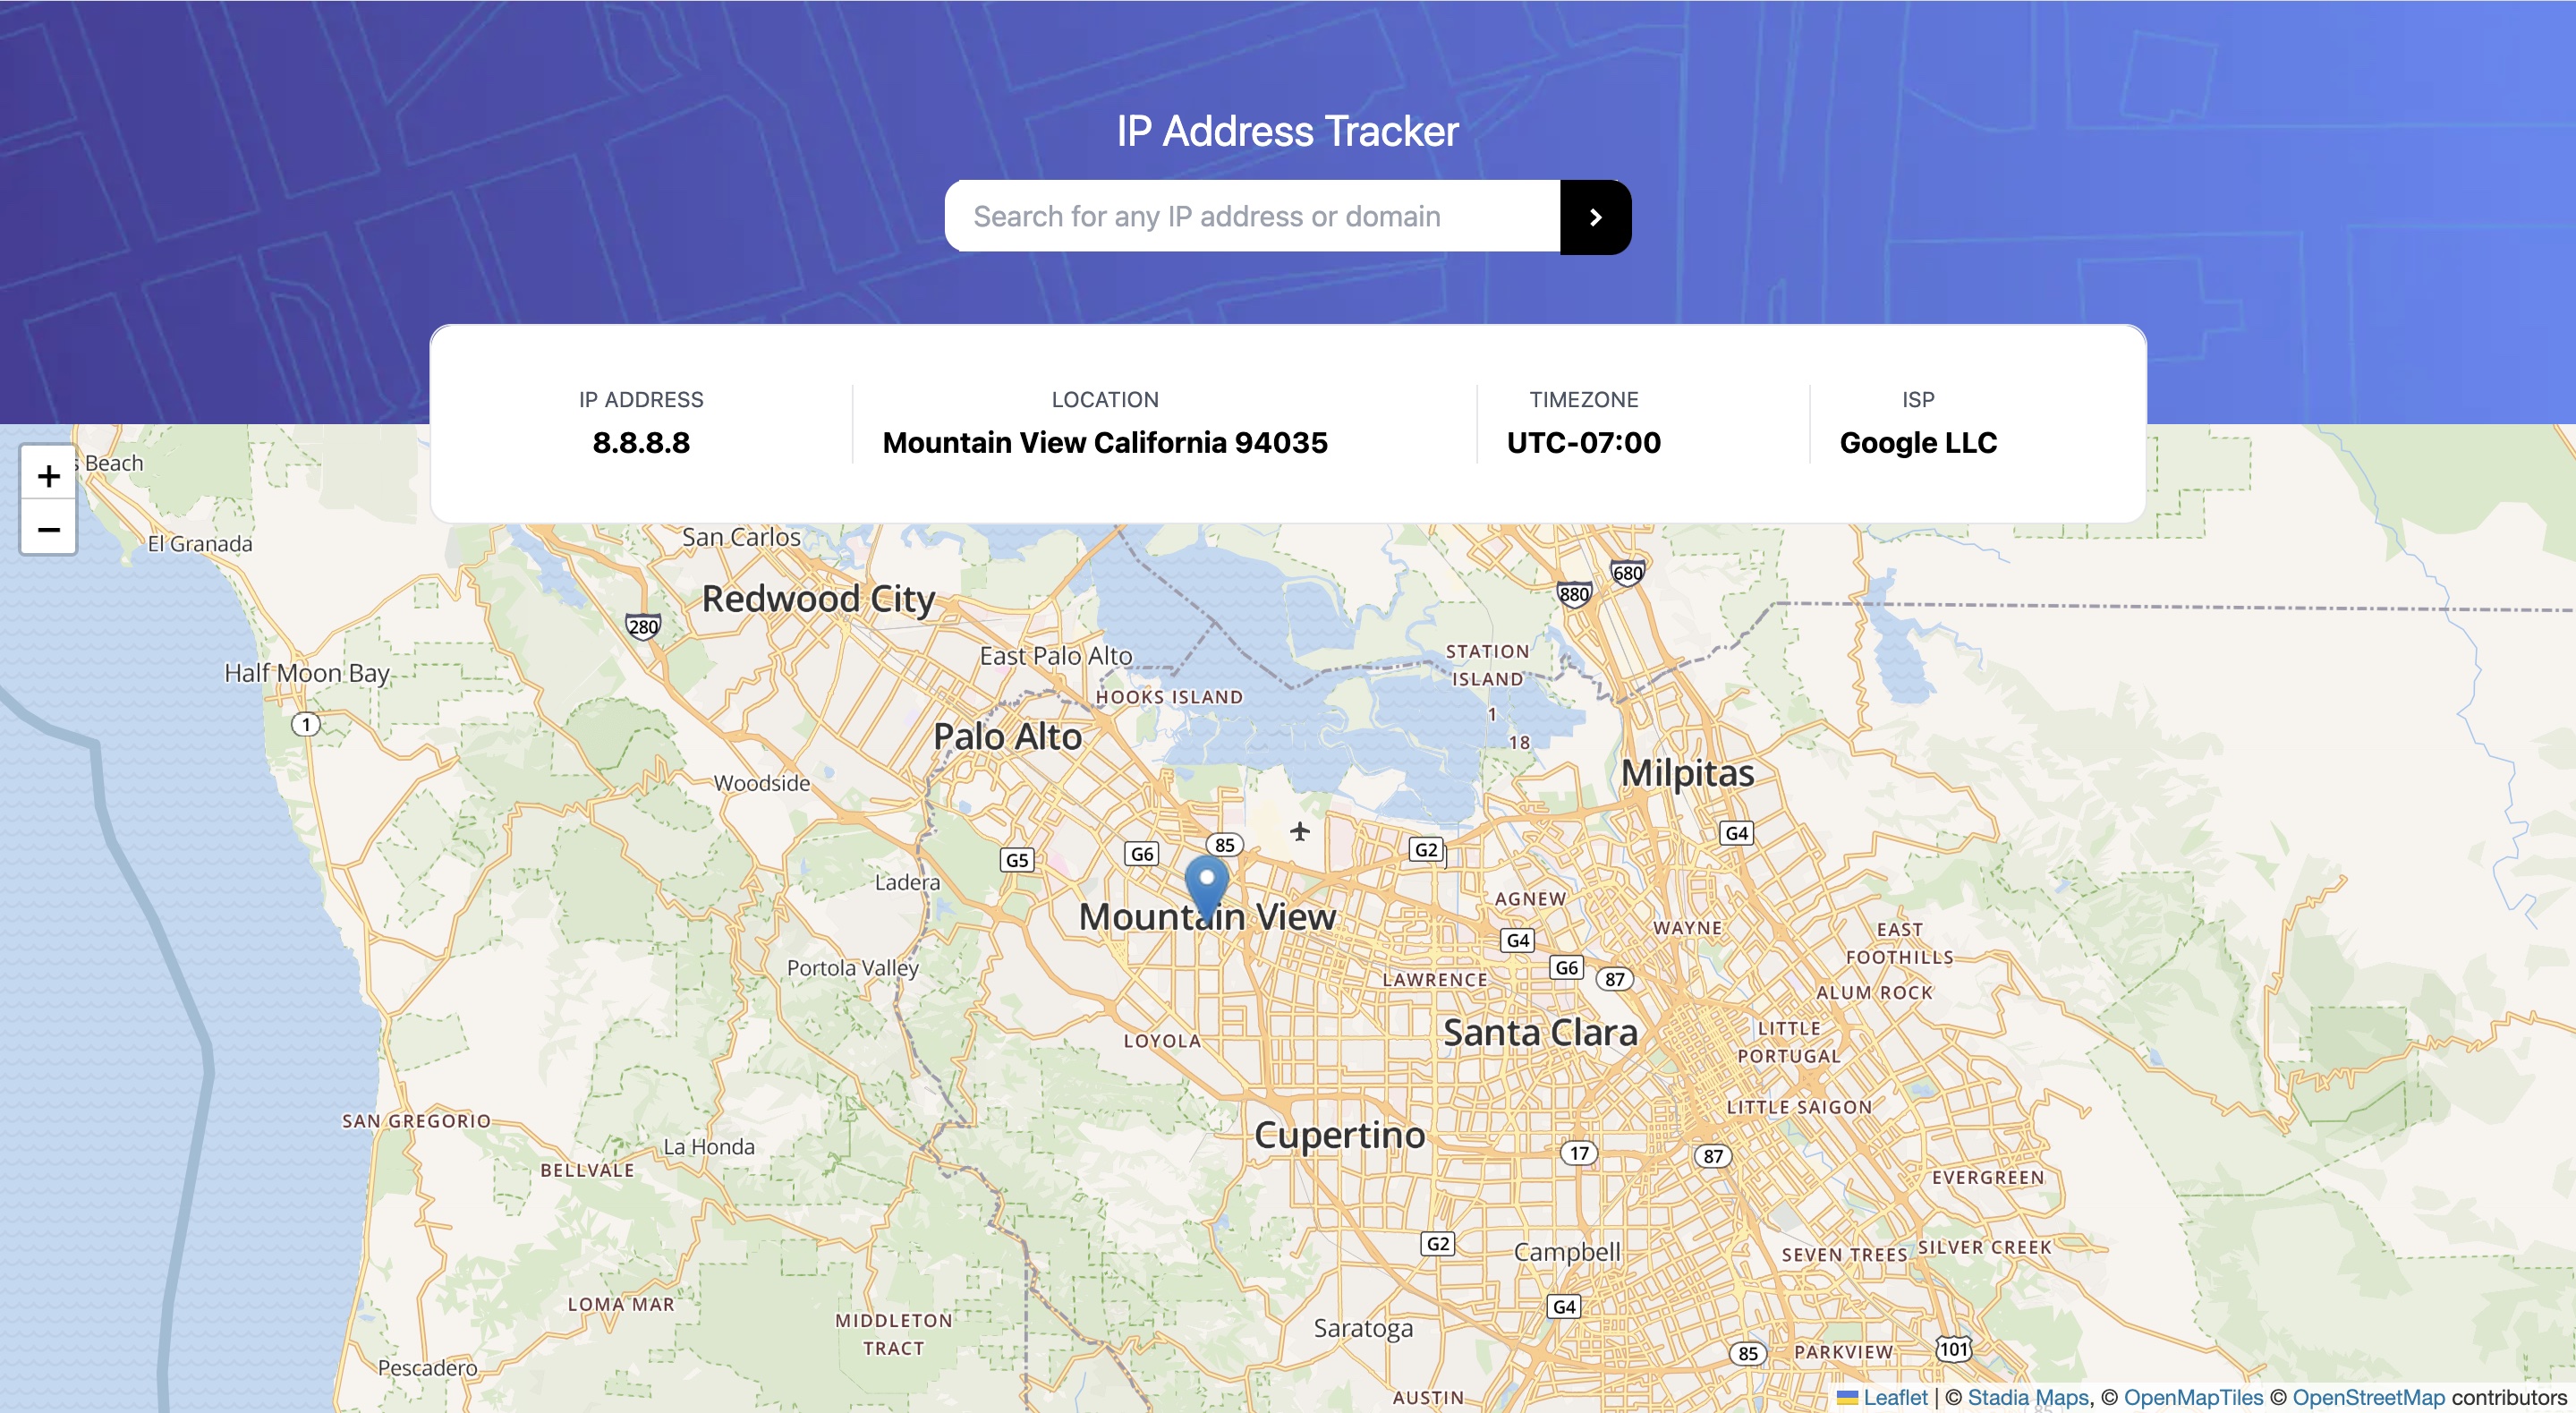 IP Address Tracker
Search for any IP address or domain
IP ADDRESS
8.8.8.8
LOCATION
Mountain View California 94035
TIMEZONE
UTC-07:00
ISP
Google LLC
+
−
Beach
El Granada
San Carlos
Redwood City
680
880
280
East Palo Alto
STATION
ISLAND
Half Moon Bay
HOOKS ISLAND
1
1
18
Palo Alto
Woodside
Milpitas
G4
85
G2
G6
G5
Ladera
AGNEW
Mountain View
WAYNE
EAST
FOOTHILLS
G4
Portola Valley
G6
87
LAWRENCE
ALUM ROCK
LOYOLA
Santa Clara
LITTLE
PORTUGAL
LITTLE SAIGON
SAN GREGORIO
Cupertino
La Honda
17
87
BELLVALE
EVERGREEN
G2
Campbell
SEVEN TREES
SILVER CREEK
LOMA MAR
G4
MIDDLETON
TRACT
Saratoga
85
PARKVIEW
101
Pescadero
AUSTIN
Leaflet | © Stadia Maps, © OpenMapTiles © OpenStreetMap contributors